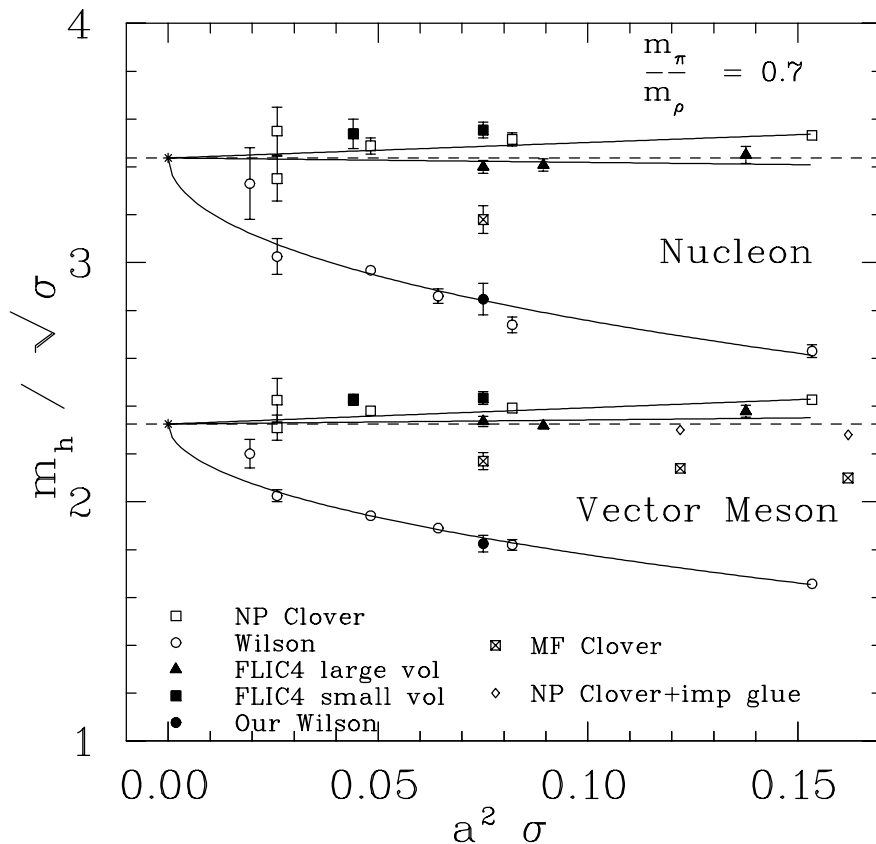 4
m_π / m_ρ = 0.7
3
Nucleon
m_h / √σ
2
Vector Meson
NP Clover
Wilson
FLIC4 large vol
FLIC4 small vol
Our Wilson
MF Clover
NP Clover+imp glue
1
0.00 0.05 0.10 0.15
a² σ